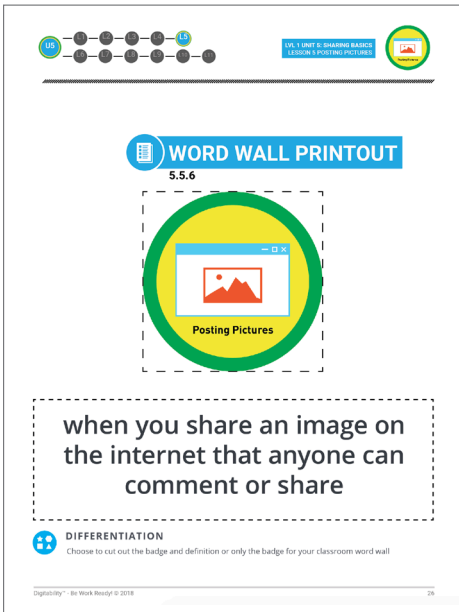 U5
L1 L2 L3 L4 L5
LVL 1 UNIT 5: SHARING BASICS
LESSON 5 POSTING PICTURES
L6 L7 L8 L9
Posting Pictures
WORD WALL PRINTOUT
5.5.6
Posting Pictures
when you share an image on
the internet that anyone can
comment or share
DIFFERENTIATION
Choose to cut out the badge and definition or only the badge for your classroom word wall
Digitability™ - Be Work Ready! © 2018
26